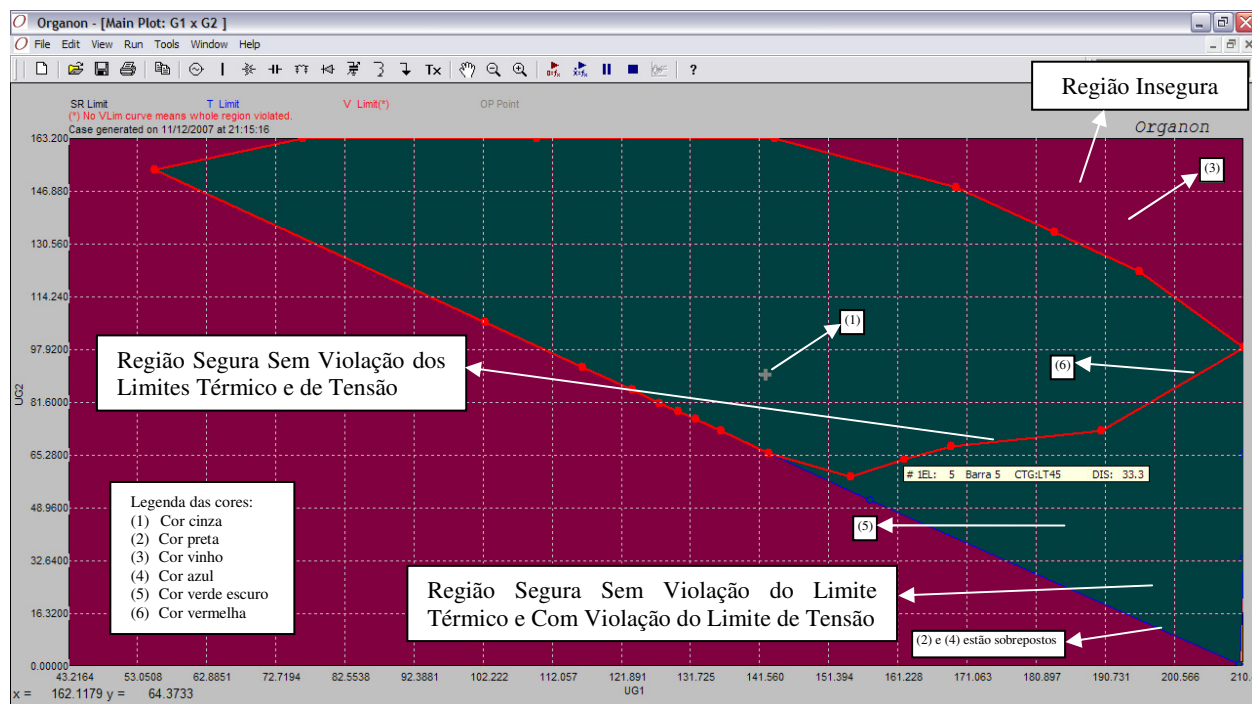 Organon - [Main Plot: G1 x G2 ]
File Edit View Run Tools Window Help
Tx ?
SR Limit T Limit V Limit(*) OP Point
(*) No VLim curve means whole region violated.
Case generated on 11/12/2007 at 21:15:16
Organon
Região Insegura
(3)
163.200
146.880
130.560
114.240
97.9200
81.6000
65.2800
48.9600
32.6400
16.3200
0.00000
UG2
(1)
Região Segura Sem Violação dos
Limites Térmico e de Tensão
(6)
# 1EL: 5 Barra 5 CTG:LT45 DIS: 33.3
Legenda das cores:
(1) Cor cinza
(2) Cor preta
(3) Cor vinho
(4) Cor azul
(5) Cor verde escuro
(6) Cor vermelha
(5)
Região Segura Sem Violação do Limite
Térmico e Com Violação do Limite de Tensão
(2) e (4) estão sobrepostos
43.2164 53.0508 62.8851 72.7194 82.5538 92.3881 102.222 112.057 121.891 131.725 141.560 151.394 161.228 171.063 180.897 190.731 200.566 210.
UG1
x = 162.1179 y = 64.3733